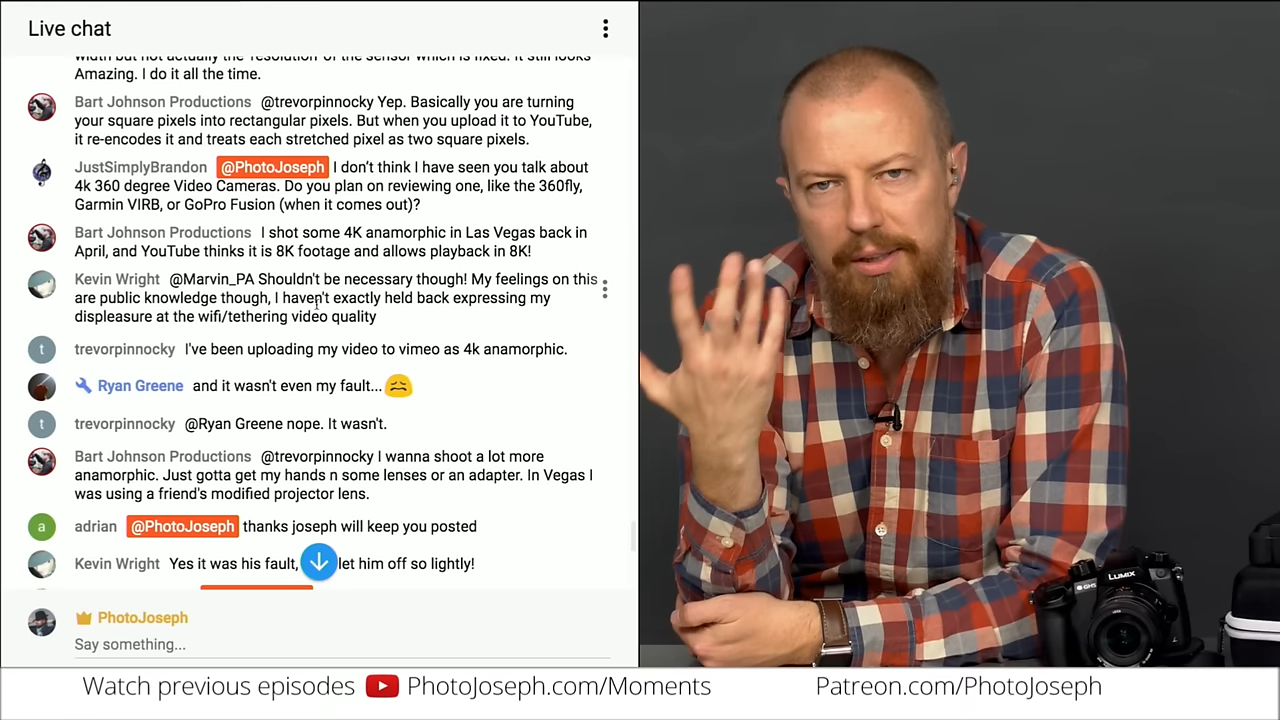 Live chat
width but not actually the resolution of the sensor which is fixed. It still looks
Amazing. I do it all the time.
Bart Johnson Productions @trevorpinnocky Yep. Basically you are turning
your square pixels into rectangular pixels. But when you upload it to YouTube,
it re-encodes it and treats each stretched pixel as two square pixels.
JustSimplyBrandon @PhotoJoseph I don't think I have seen you talk about
4k 360 degree Video Cameras. Do you plan on reviewing one, like the 360fly,
Garmin VIRB, or GoPro Fusion (when it comes out)?
Bart Johnson Productions I shot some 4K anamorphic in Las Vegas back in
April, and YouTube thinks it is 8K footage and allows playback in 8K!
Kevin Wright @Marvin_PA Shouldn't be necessary though! My feelings on this
are public knowledge though, I haven't exactly held back expressing my
displeasure at the wifi/tethering video quality
t trevorpinnocky I've been uploading my video to vimeo as 4k anamorphic.
Ryan Greene and it wasn't even my fault...
t trevorpinnocky @Ryan Greene nope. It wasn't.
Bart Johnson Productions @trevorpinnocky I wanna shoot a lot more
anamorphic. Just gotta get my hands n some lenses or an adapter. In Vegas I
was using a friend's modified projector lens.
a adrian @PhotoJoseph thanks joseph will keep you posted
Kevin Wright Yes it was his fault, let him off so lightly!
PhotoJoseph
Say something...
LUMIX
GH5
Watch previous episodes PhotoJoseph.com/Moments
Patreon.com/PhotoJoseph